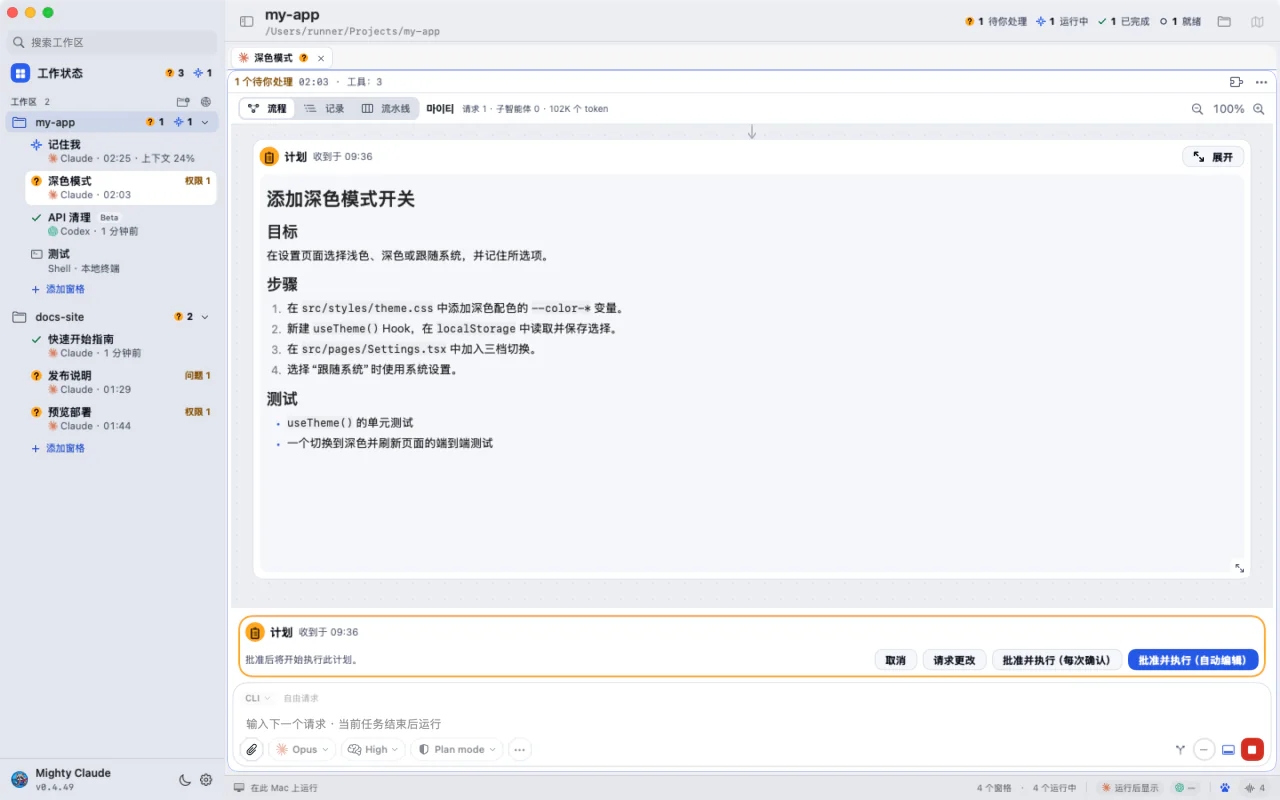 my-app
/Users/runner/Projects/my-app
1 待你处理 1 运行中 1 已完成 1 就绪
搜索工作区
工作状态 3 1
工作区 2
my-app 1 1
记住我
Claude · 02:25 · 上下文 24%
深色模式 权限 1
Claude · 02:03
API 清理 Beta
Codex · 1 分钟前
测试
Shell · 本地终端
+ 添加窗格
docs-site 2
快速开始指南
Claude · 1 分钟前
发布说明 问题 1
Claude · 01:29
预览部署 权限 1
Claude · 01:44
+ 添加窗格
Mighty Claude
v0.4.49
深色模式 ×
1 个待你处理 02:03 · 工具: 3
流程 记录 流水线 마이티 请求 1 · 子智能体 0 · 102K 个 token 100%
计划 收到于 09:36 展开
添加深色模式开关
目标
在设置页面选择浅色、深色或跟随系统，并记住所选项。
步骤
1. 在 src/styles/theme.css 中添加深色配色的 --color-* 变量。
2. 新建 useTheme() Hook，在 localStorage 中读取并保存选择。
3. 在 src/pages/Settings.tsx 中加入三档切换。
4. 选择“跟随系统”时使用系统设置。
测试
• useTheme() 的单元测试
• 一个切换到深色并刷新页面的端到端测试
计划 收到于 09:36
批准后将开始执行此计划。
取消 请求更改 批准并执行 (每次确认) 批准并执行 (自动编辑)
CLI 自由请求
输入下一个请求 · 当前任务结束后运行
Opus High Plan mode
在此 Mac 上运行 4 个窗格 · 4 个运行中 运行后显示 — 4